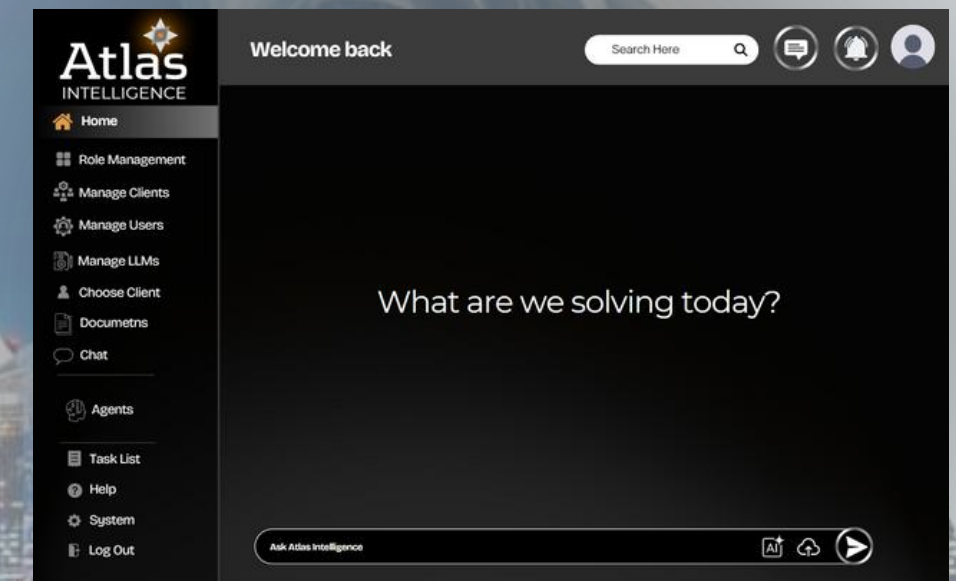 Atlas
INTELLIGENCE
Welcome back
Search Here
Home
Role Management
Manage Clients
Manage Users
Manage LLMs
Choose Client
Documetns
Chat
Agents
Task List
Help
System
Log Out
What are we solving today?
Ask Atlas Intelligence
AI